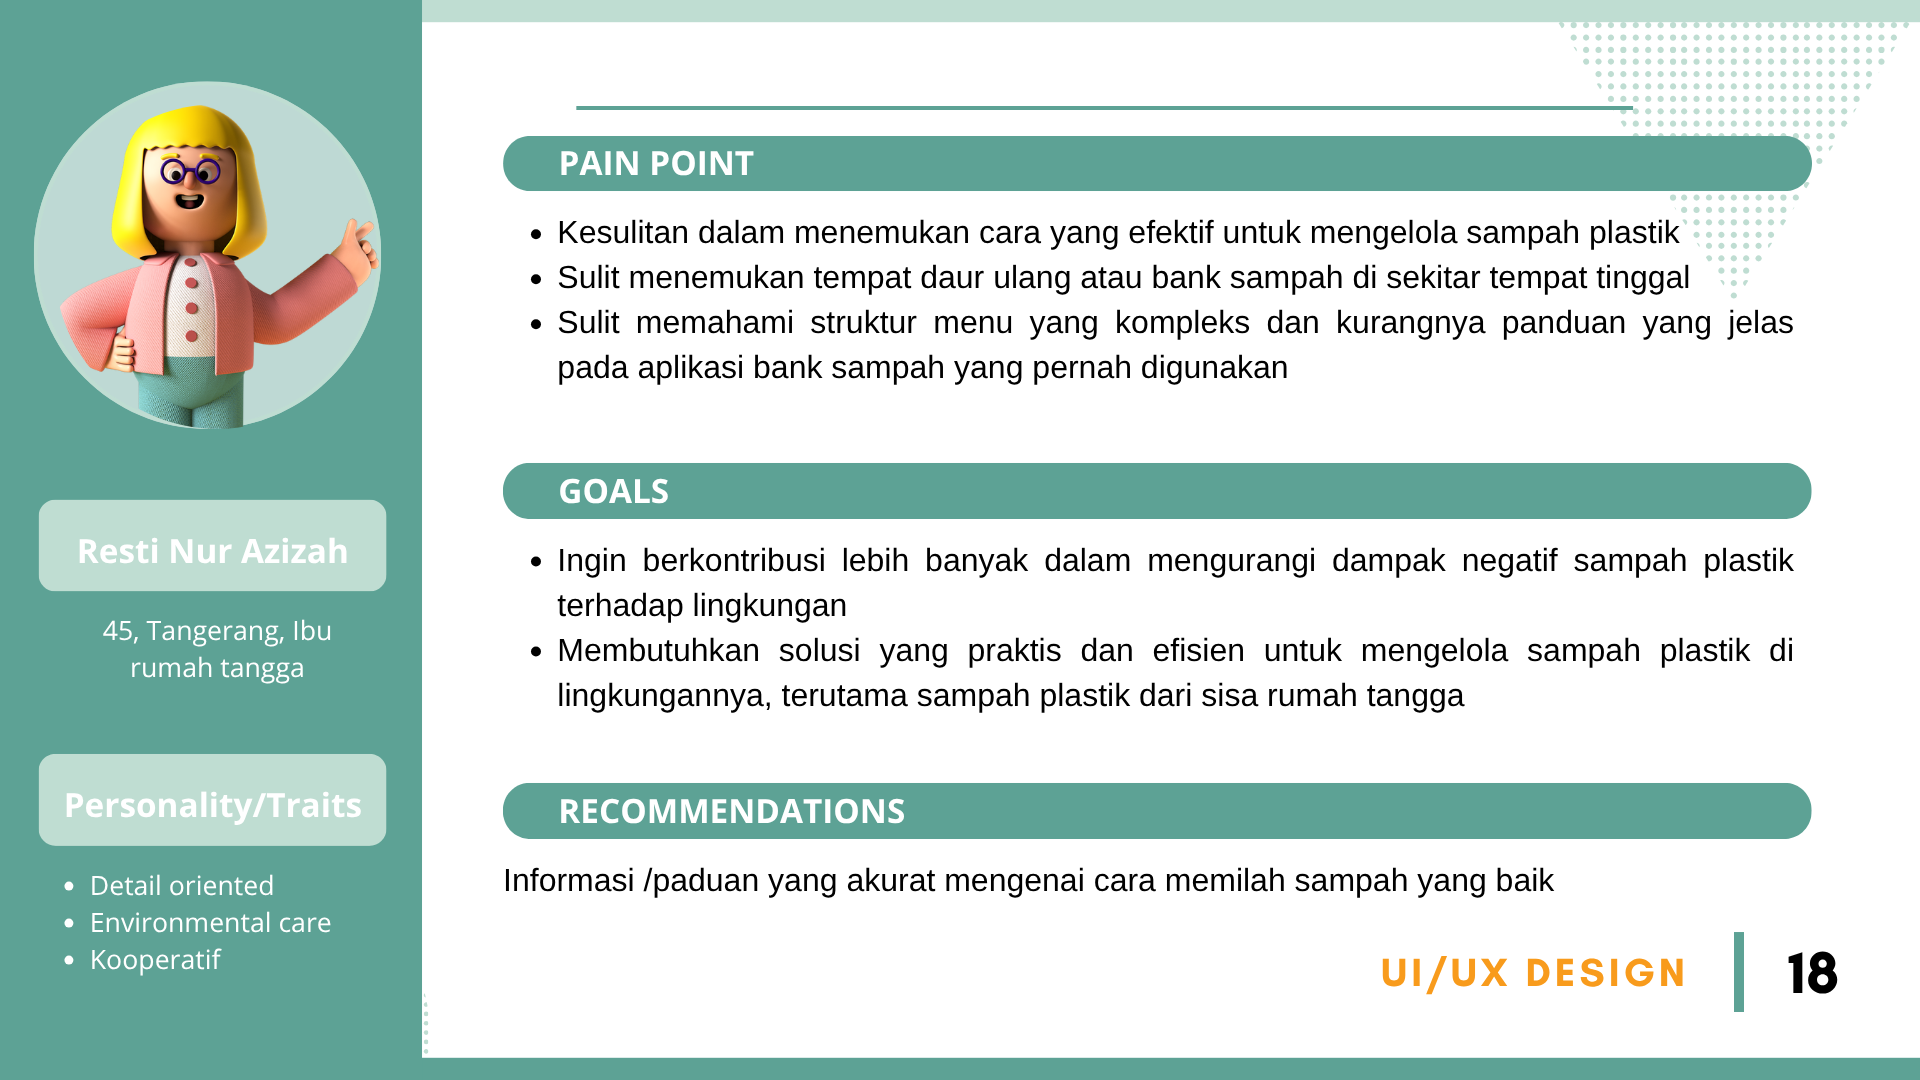 Resti Nur Azizah
45, Tangerang, Ibu
rumah tangga
Personality/Traits
• Detail oriented
• Environmental care
• Kooperatif
PAIN POINT
• Kesulitan dalam menemukan cara yang efektif untuk mengelola sampah plastik
• Sulit menemukan tempat daur ulang atau bank sampah di sekitar tempat tinggal
• Sulit memahami struktur menu yang kompleks dan kurangnya panduan yang jelas
pada aplikasi bank sampah yang pernah digunakan
GOALS
• Ingin berkontribusi lebih banyak dalam mengurangi dampak negatif sampah plastik
terhadap lingkungan
• Membutuhkan solusi yang praktis dan efisien untuk mengelola sampah plastik di
lingkungannya, terutama sampah plastik dari sisa rumah tangga
RECOMMENDATIONS
Informasi /paduan yang akurat mengenai cara memilah sampah yang baik
UI/UX DESIGN
18